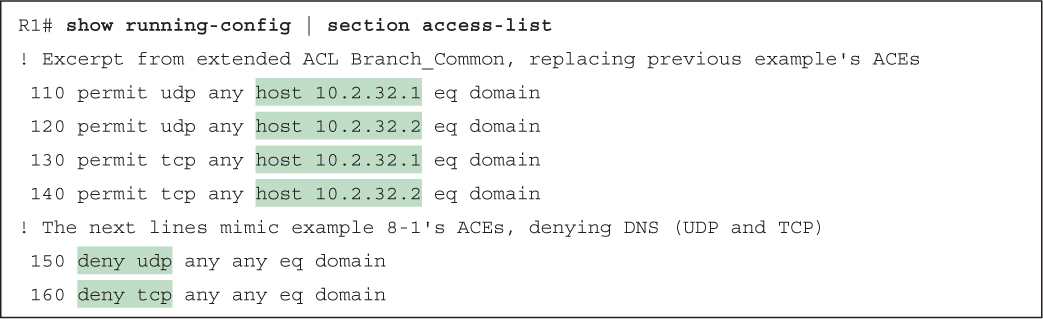 R1# show running-config | section access-list
! Excerpt from extended ACL Branch_Common, replacing previous example's ACEs
110 permit udp any host 10.2.32.1 eq domain
120 permit udp any host 10.2.32.2 eq domain
130 permit tcp any host 10.2.32.1 eq domain
140 permit tcp any host 10.2.32.2 eq domain
! The next lines mimic example 8-1's ACEs, denying DNS (UDP and TCP)
150 deny udp any any eq domain
160 deny tcp any any eq domain